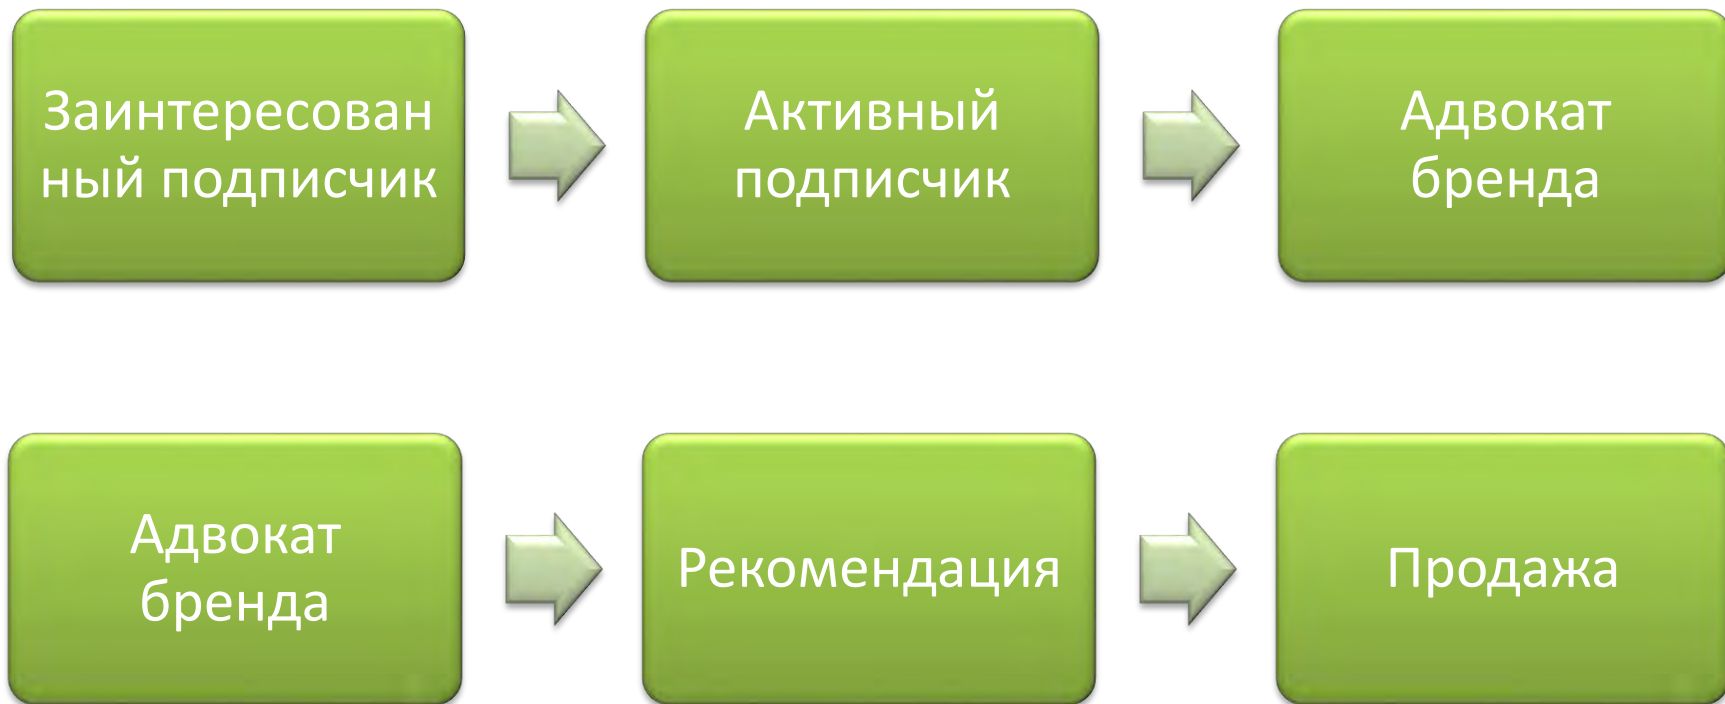 Заинтересован
ный подписчик
Активный
подписчик
Адвокат
бренда
Адвокат
бренда
Рекомендация
Продажа